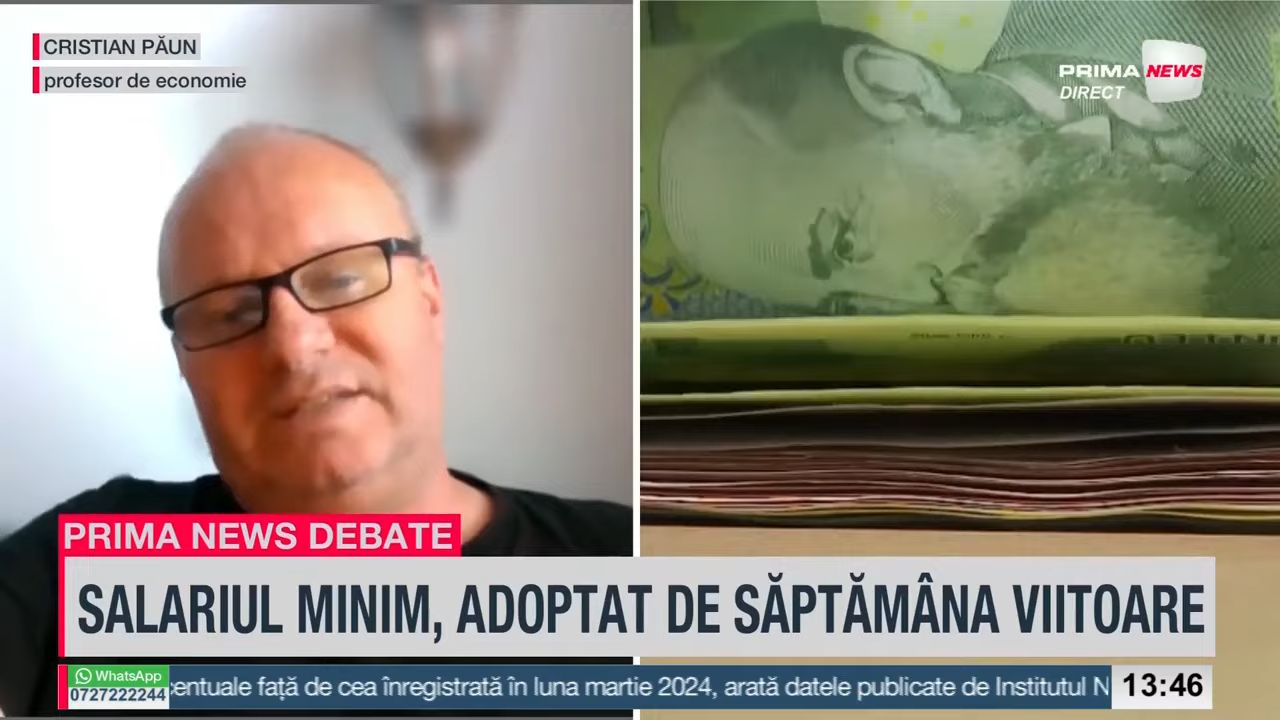 CRISTIAN PĂUN
profesor de economie
PRIMA NEWS
DIRECT
PRIMA NEWS DEBATE
SALARIUL MINIM, ADOPTAT DE SĂPTĂMÂNA VIITOARE
WhatsApp
0727222244
centuale față de cea înregistrată în luna martie 2024, arată datele publicate de Institutul N
13:46